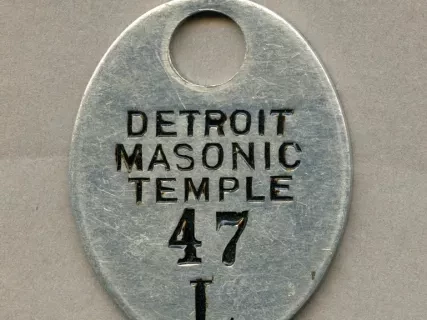 DETROIT
MASONIC
TEMPLE
47
L